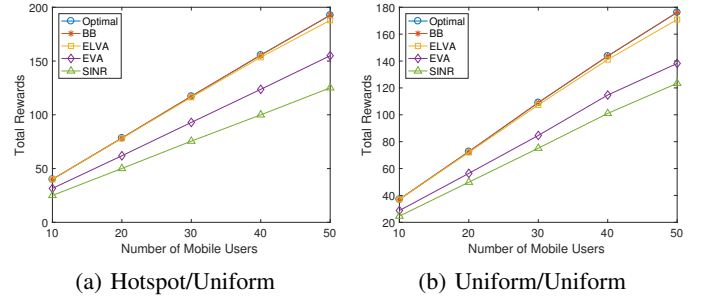 200
150
100
50
0
Total Rewards
Optimal
BB
ELVA
EVA
SINR
10 20 30 40 50
Number of Mobile Users
(a) Hotspot/Uniform
180
160
140
120
100
80
60
40
20
Total Rewards
Optimal
BB
ELVA
EVA
SINR
10 20 30 40 50
Number of Mobile Users
(b) Uniform/Uniform